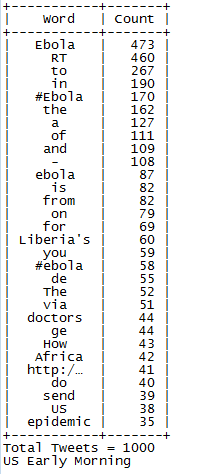 Word | Count
Ebola | 473
RT | 460
to | 267
in | 190
#Ebola | 170
the | 162
a | 127
of | 111
and | 109
- | 108
ebola | 87
is | 82
from | 82
on | 79
for | 69
Liberia's | 60
you | 59
#ebola | 58
de | 55
The | 52
via | 51
doctors | 44
ge | 44
How | 43
Africa | 42
http:/… | 41
do | 40
send | 39
US | 38
epidemic | 35
Total Tweets = 1000
US Early Morning